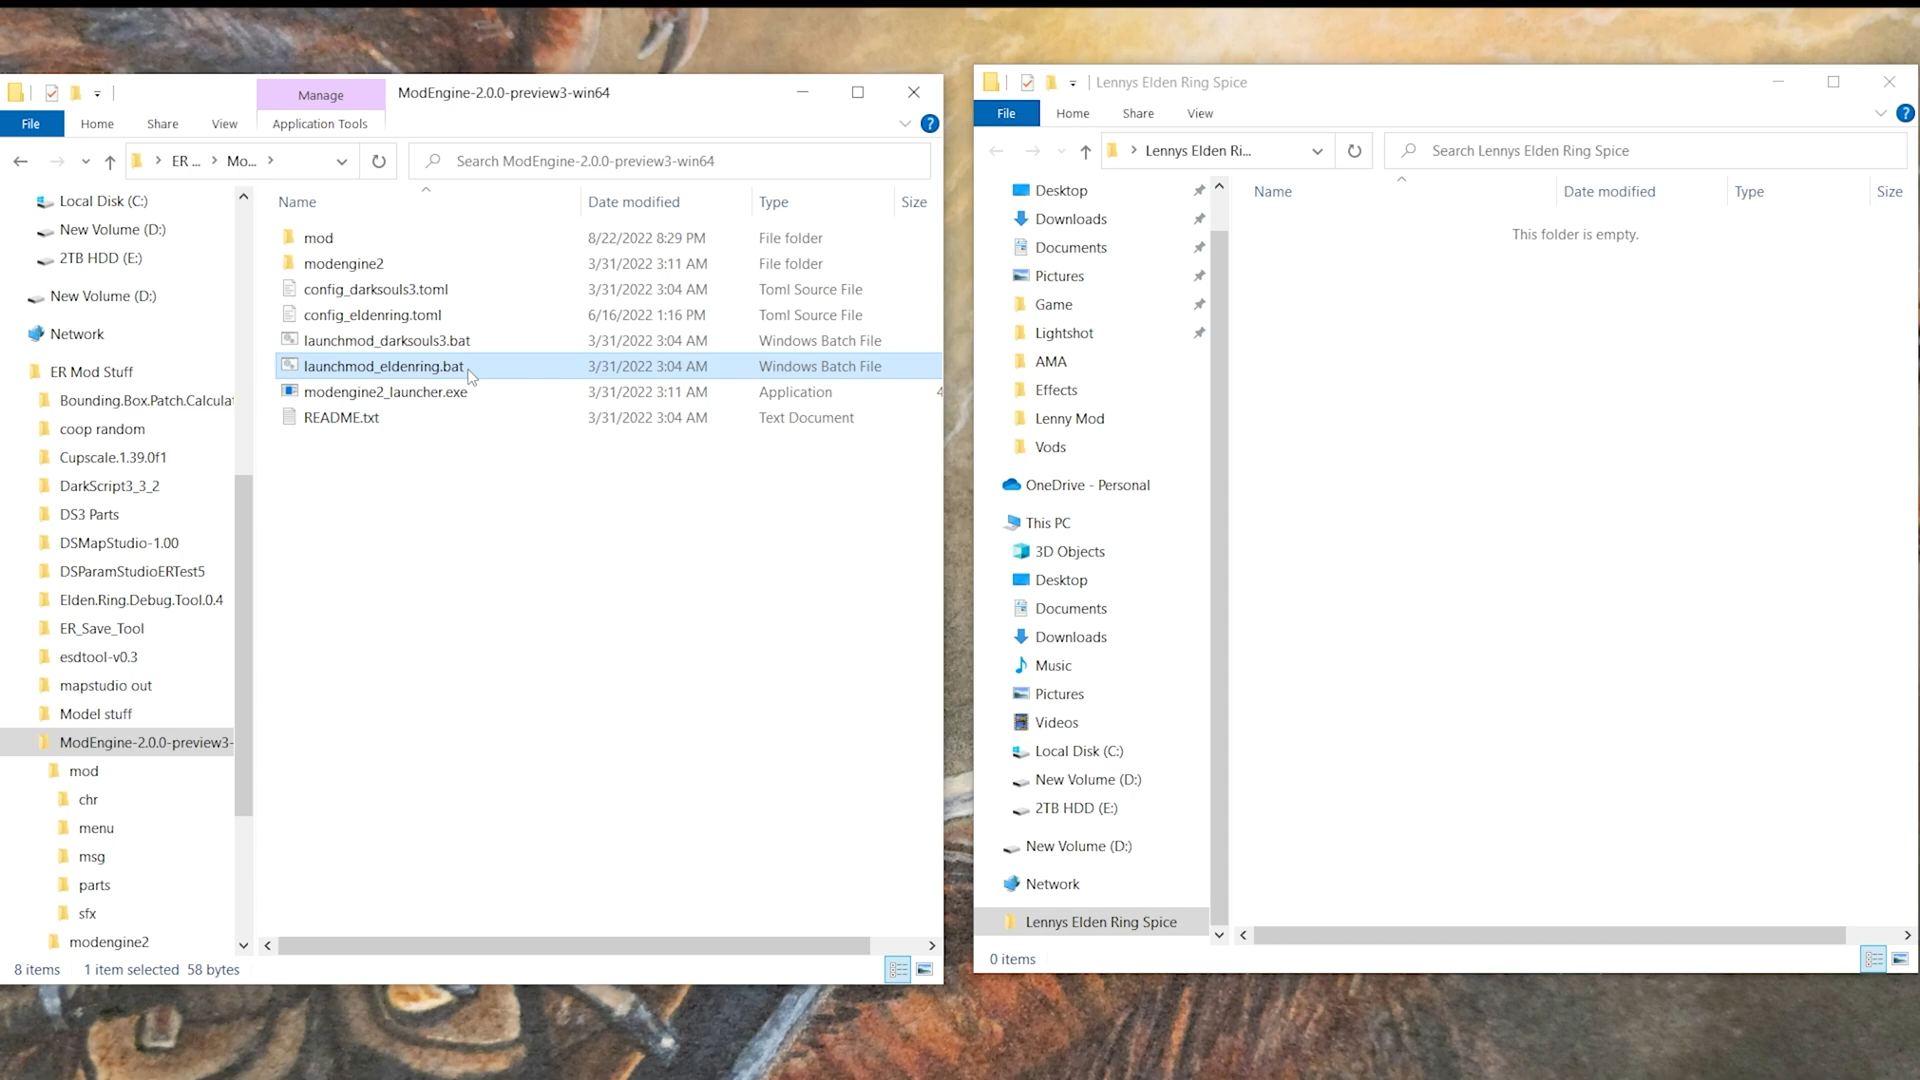 Manage
ModEngine-2.0.0-preview3-win64
File
Home
Share
View
Application Tools
?
ER ...
Mo...
Search ModEngine-2.0.0-preview3-win64
Local Disk (C:)
New Volume (D:)
2TB HDD (E:)
New Volume (D:)
Network
ER Mod Stuff
Bounding.Box.Patch.Calcula
coop random
Cupscale.1.39.0f1
DarkScript3_3_2
DS3 Parts
DSMapStudio-1.00
DSParamStudioERTest5
Elden.Ring.Debug.Tool.0.4
ER_Save_Tool
esdtool-v0.3
mapstudio out
Model stuff
ModEngine-2.0.0-preview3-
mod
chr
menu
msg
parts
sfx
modengine2
Name Date modified Type Size
mod 8/22/2022 8:29 PM File folder
modengine2 3/31/2022 3:11 AM File folder
config_darksouls3.toml 3/31/2022 3:04 AM Toml Source File
config_eldenring.toml 6/16/2022 1:16 PM Toml Source File
launchmod_darksouls3.bat 3/31/2022 3:04 AM Windows Batch File
launchmod_eldenring.bat 3/31/2022 3:04 AM Windows Batch File
modengine2_launcher.exe 3/31/2022 3:11 AM Application 4
README.txt 3/31/2022 3:04 AM Text Document
8 items 1 item selected 58 bytes
Lennys Elden Ring Spice
File
Home
Share
View
?
Lennys Elden Ri...
Search Lennys Elden Ring Spice
Desktop
Downloads
Documents
Pictures
Game
Lightshot
AMA
Effects
Lenny Mod
Vods
OneDrive - Personal
This PC
3D Objects
Desktop
Documents
Downloads
Music
Pictures
Videos
Local Disk (C:)
New Volume (D:)
2TB HDD (E:)
New Volume (D:)
Network
Lennys Elden Ring Spice
Name Date modified Type Size
This folder is empty.
0 items